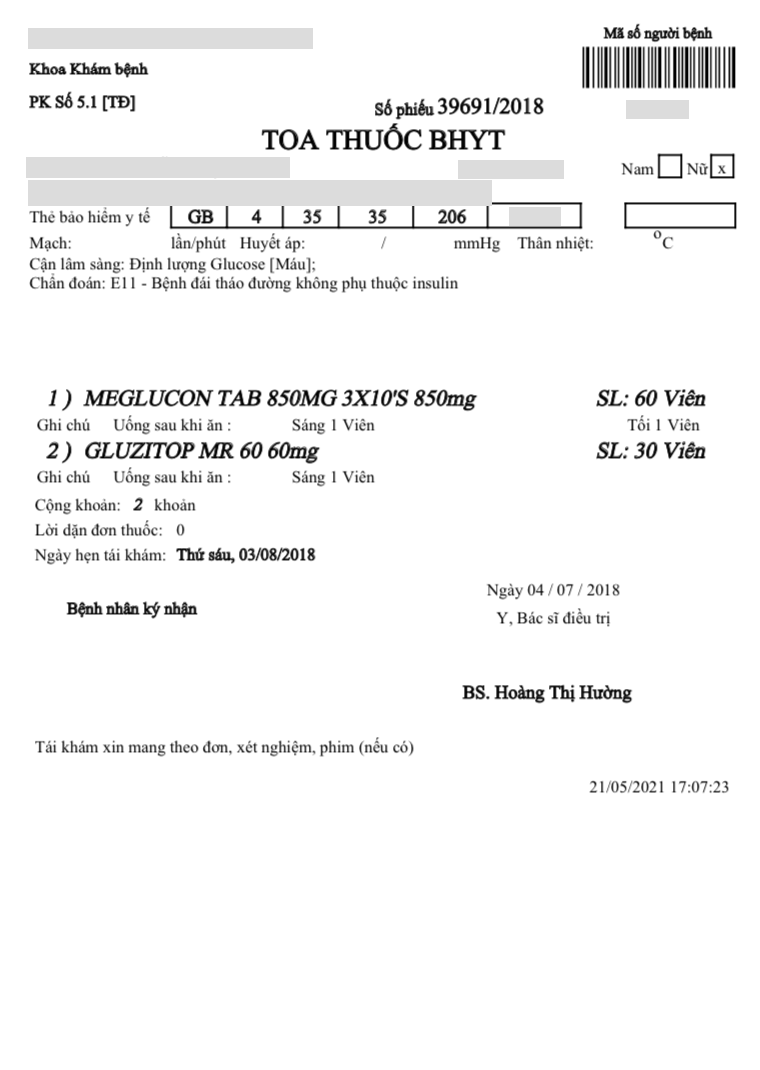 Mã số người bệnh
Khoa Khám bệnh
PK Số 5.1 [TĐ]
Số phiếu 39691/2018
TOA THUỐC BHYT
Nam Nữ x
Thẻ bảo hiểm y tế GB 4 35 35 206
Mạch: lần/phút Huyết áp: / mmHg Thân nhiệt: °C
Cận lâm sàng: Định lượng Glucose [Máu];
Chẩn đoán: E11 - Bệnh đái tháo đường không phụ thuộc insulin
1 ) MEGLUCON TAB 850MG 3X10'S 850mg SL: 60 Viên
Ghi chú Uống sau khi ăn : Sáng 1 Viên Tối 1 Viên
2 ) GLUZITOP MR 60 60mg SL: 30 Viên
Ghi chú Uống sau khi ăn : Sáng 1 Viên
Cộng khoản: 2 khoản
Lời dặn đơn thuốc: 0
Ngày hẹn tái khám: Thứ sáu, 03/08/2018
Ngày 04 / 07 / 2018
Bệnh nhân ký nhận
Y, Bác sĩ điều trị
BS. Hoàng Thị Hường
Tái khám xin mang theo đơn, xét nghiệm, phim (nếu có)
21/05/2021 17:07:23